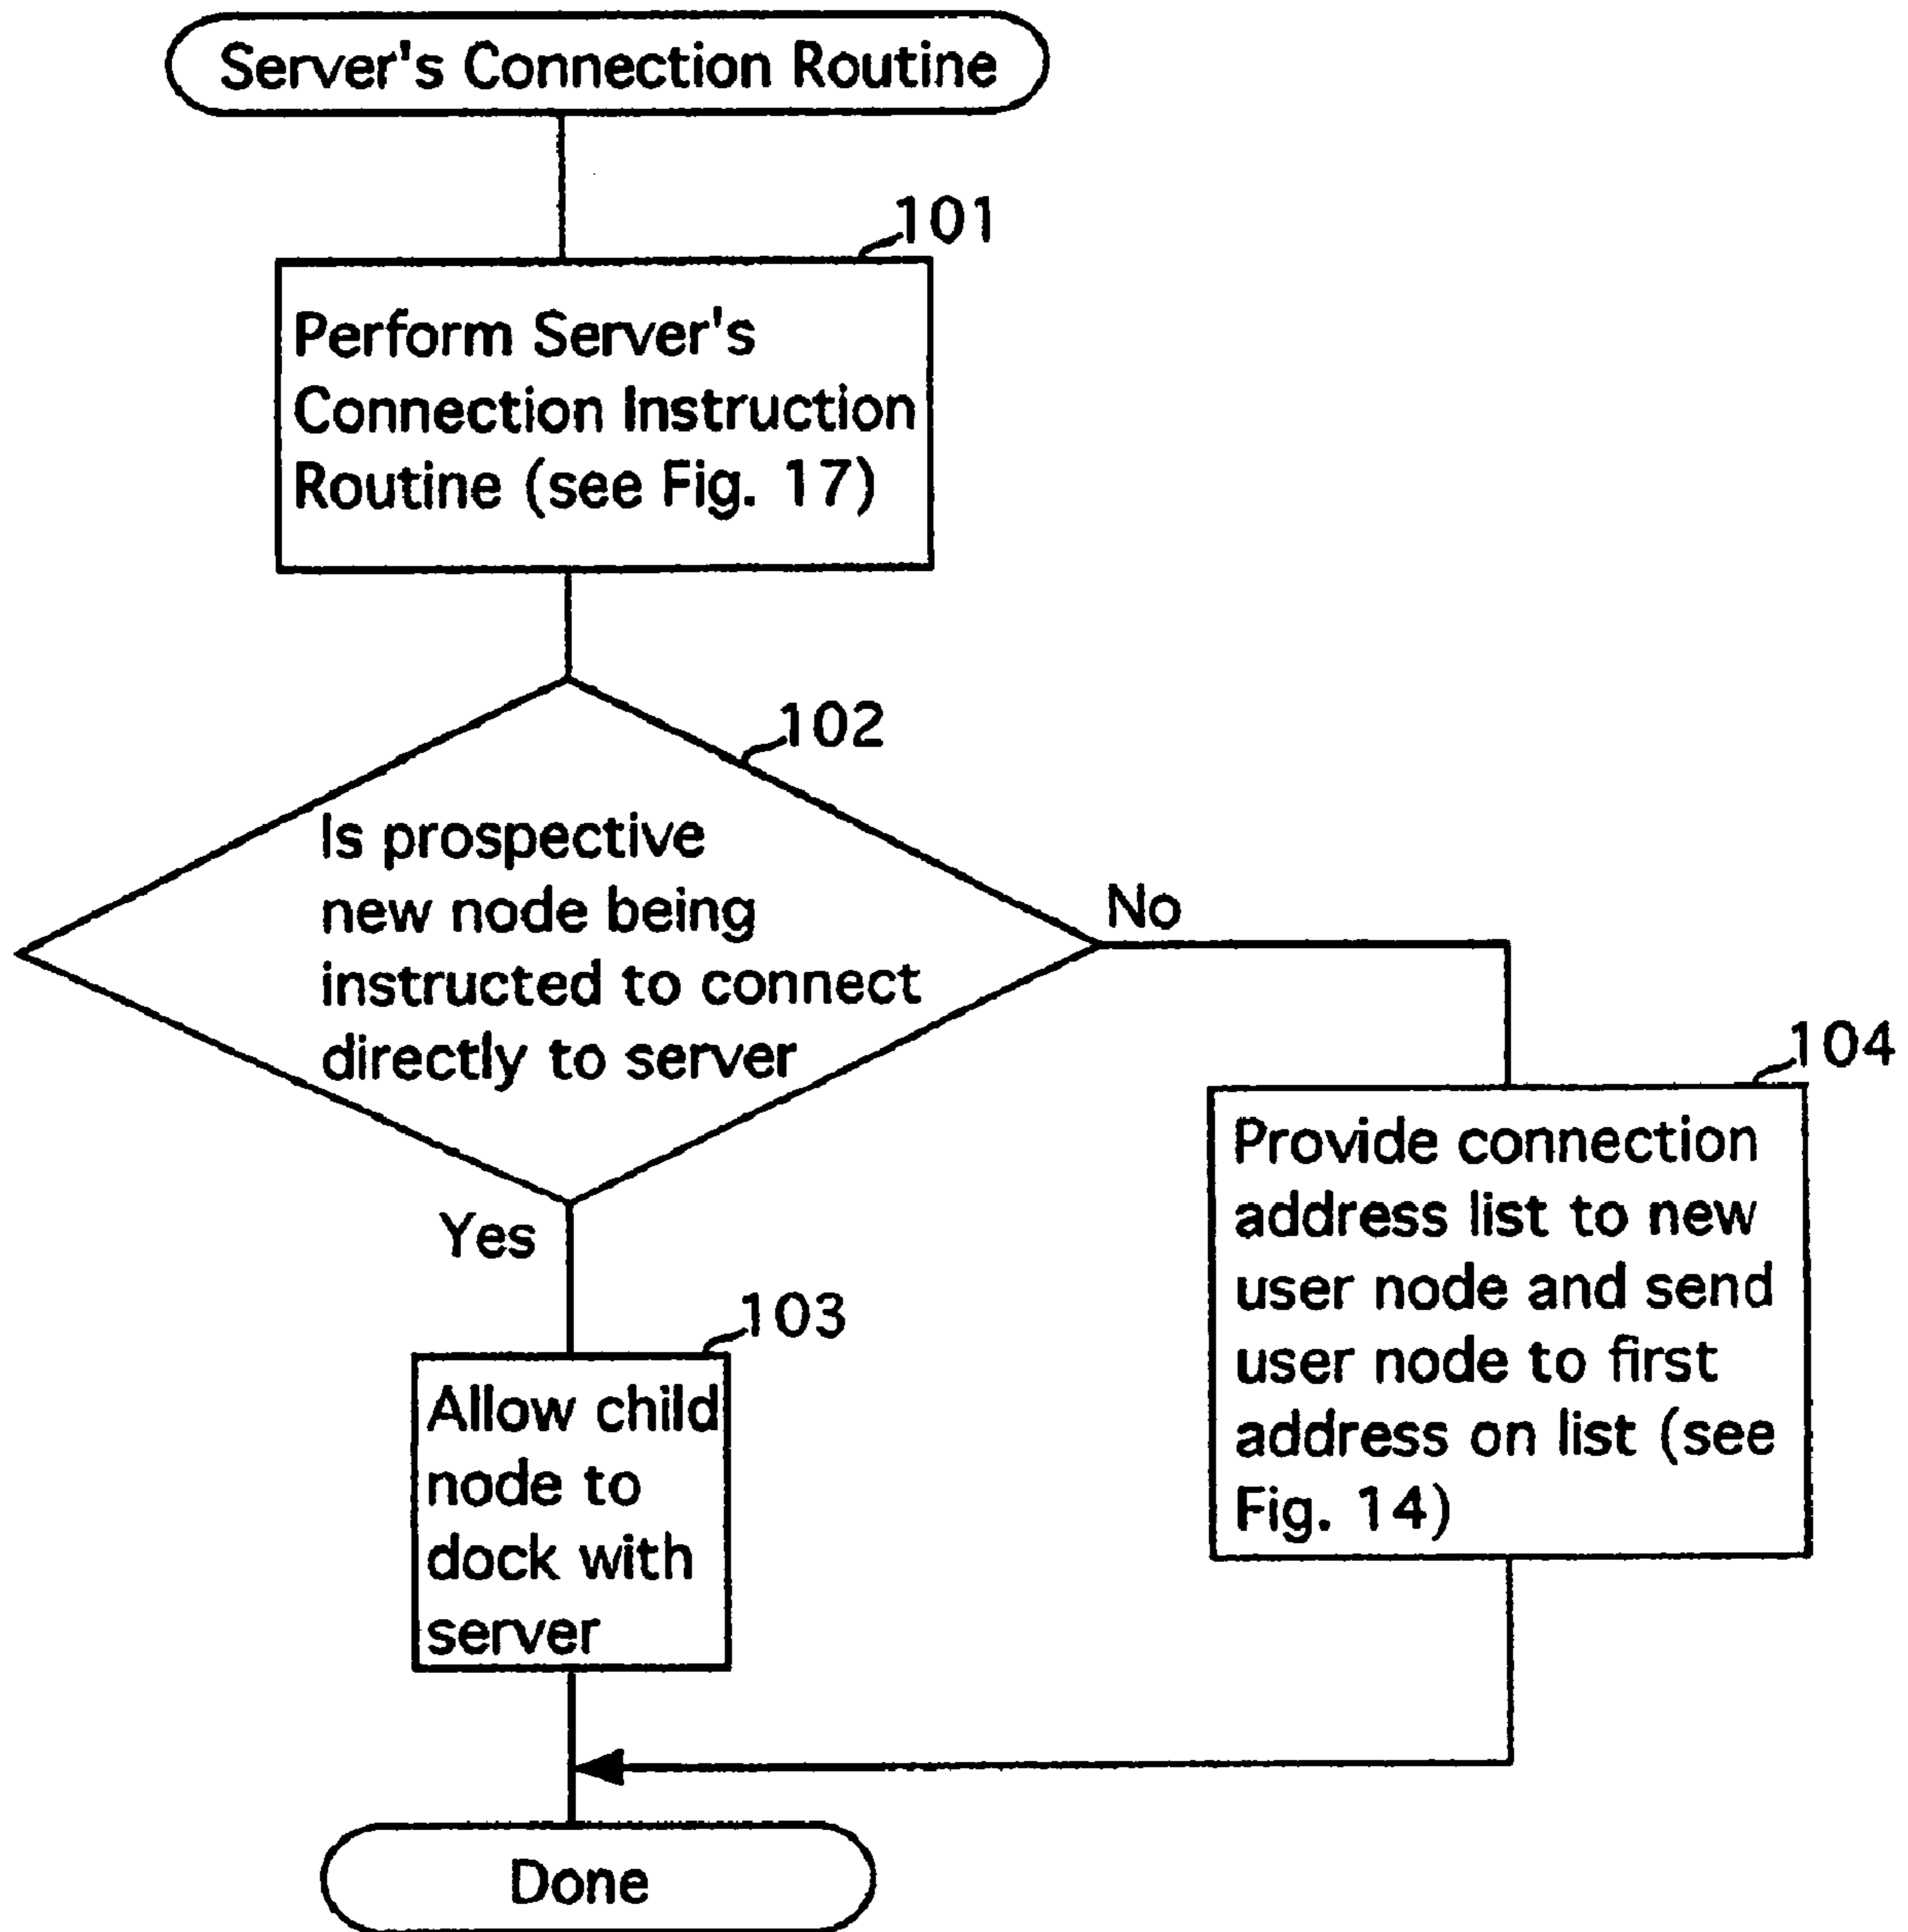 Server's Connection Routine
101
Perform Server's
Connection Instruction
Routine (see Fig. 17)
102
Is prospective
new node being
instructed to connect
directly to server
No
Yes
104
Provide connection
address list to new
user node and send
user node to first
address on list (see
Fig. 14)
103
Allow child
node to
dock with
server
Done